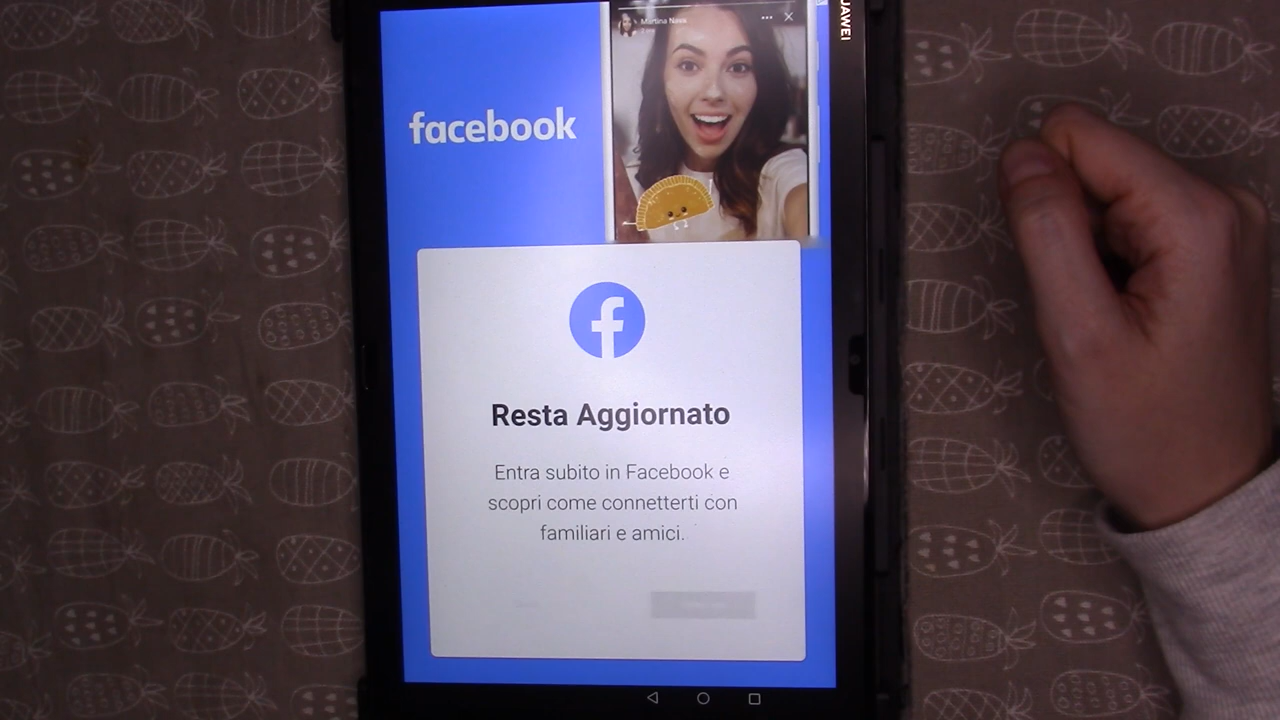 HUAWEI
Martina Nava
facebook
Resta Aggiornato
Entra subito in Facebook e
scopri come connetterti con
familiari e amici.